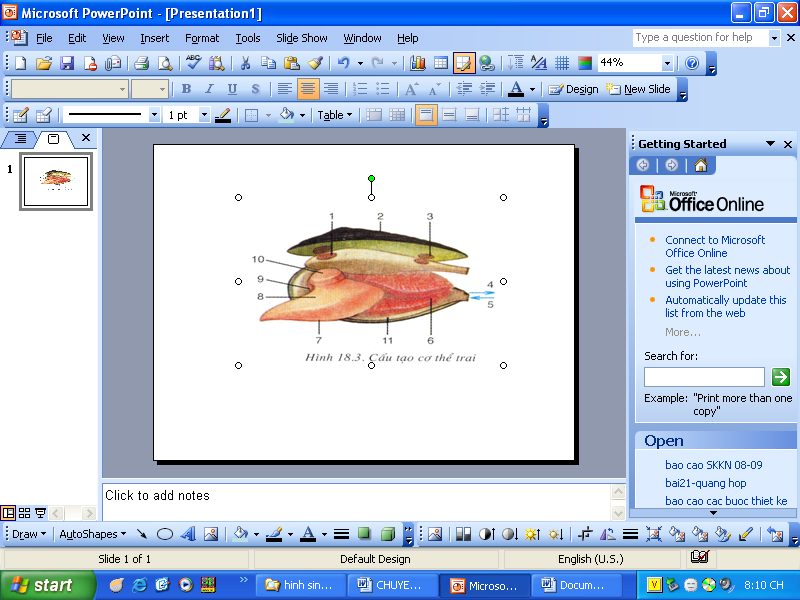 Microsoft PowerPoint - [Presentation1]
File Edit View Insert Format Tools Slide Show Window Help
Type a question for help
44%
B I U S
Design New Slide
1 pt
Table
1
Getting Started
Microsoft
Office Online
Connect to Microsoft
Office Online
Get the latest news about
using PowerPoint
Automatically update this
list from the web
More...
Search for:
Example: "Print more than one
copy"
Open
bao cao SKKN 08-09
bai21-quang hop
bao cao cac buoc thiet ke
1 2 3
10
9
8
4
5
7 11 6
Hình 18.3. Cấu tạo cơ thể trai
Click to add notes
Draw AutoShapes
Slide 1 of 1 Default Design English (U.S.)
start
hinh sin...
CHUYE...
Microso...
Docum...
8:10 CH